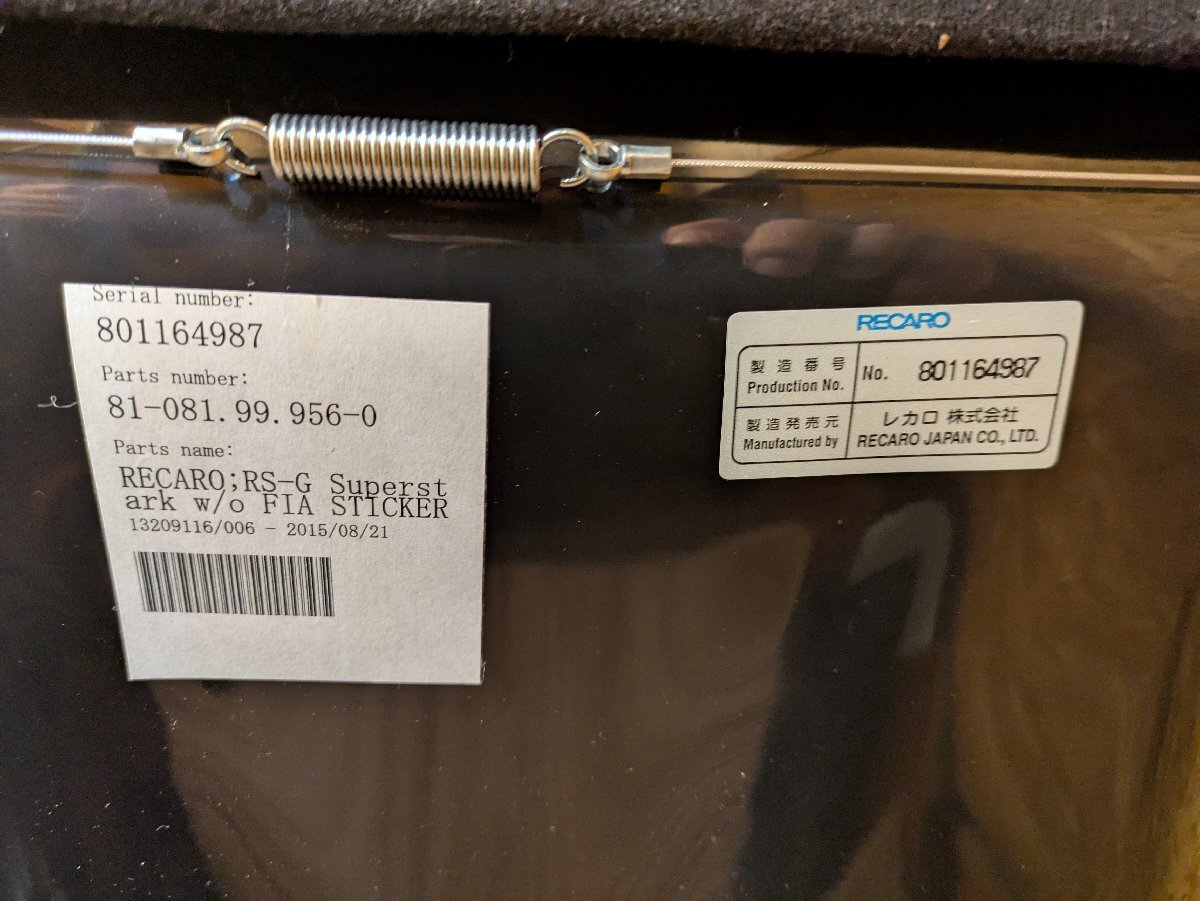 Serial number:
801164987
Parts number:
81-081.99.956-0
Parts name:
RECARO;RS-G Superst
ark w/o FIA STICKER
13209116/006 - 2015/08/21
RECARO
製造番号
Production No.
No. 801164987
製造発売元
Manufactured by
レカロ 株式会社
RECARO JAPAN CO., LTD.